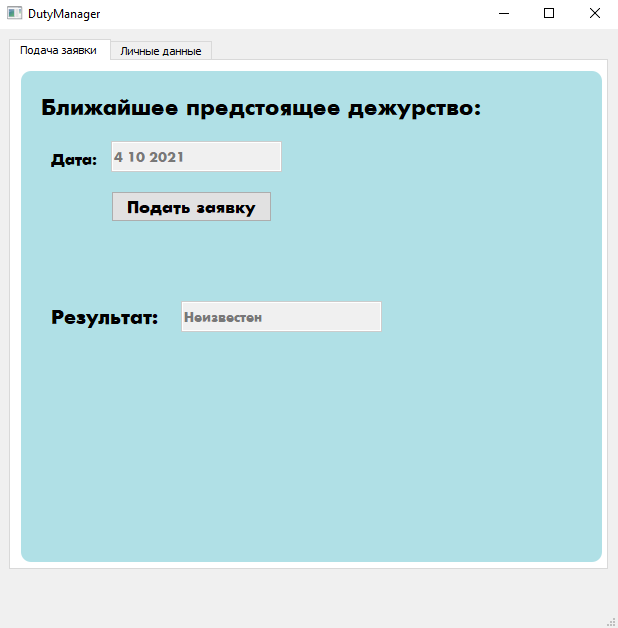 DutyManager
Подача заявки Личные данные
Ближайшее предстоящее дежурство:
Дата: 4 10 2021
Подать заявку
Результат: Неизвестен